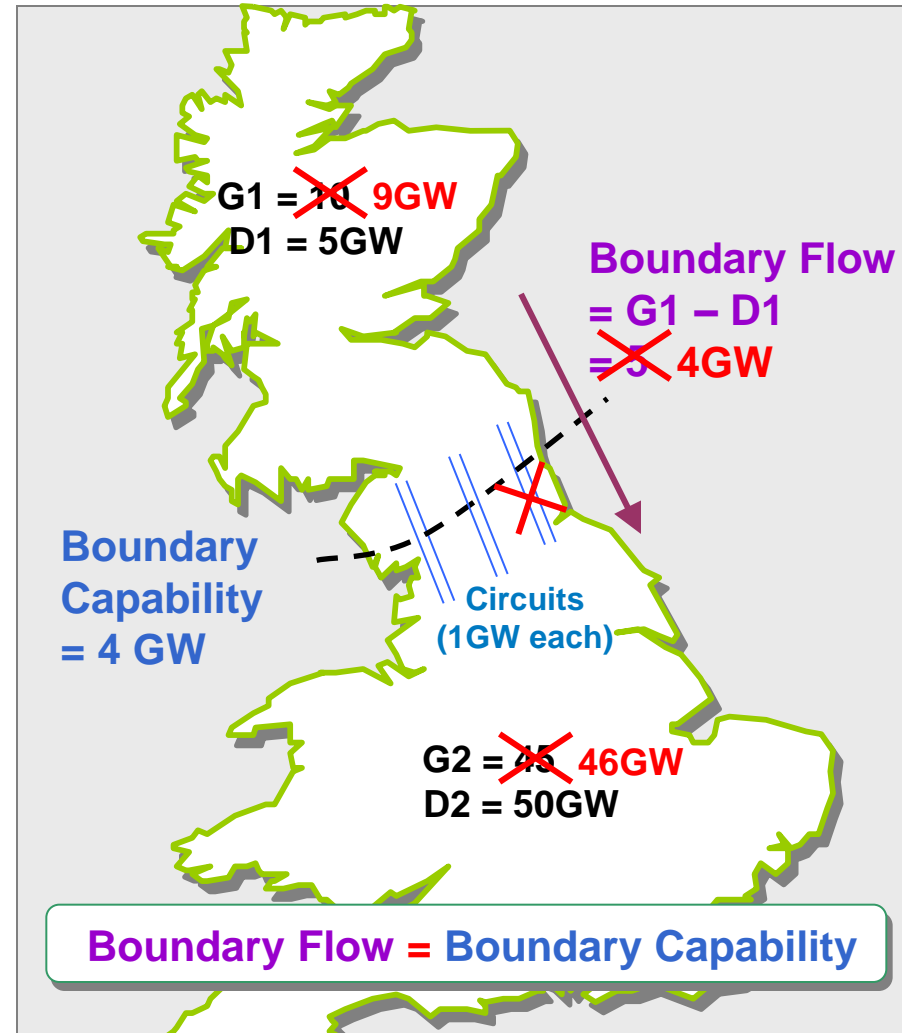 G1 = 10 9GW
D1 = 5GW
Boundary Flow
= G1 – D1
= 5 4GW
Boundary
Capability
= 4 GW
Circuits
(1GW each)
G2 = 45 46GW
D2 = 50GW
Boundary Flow = Boundary Capability